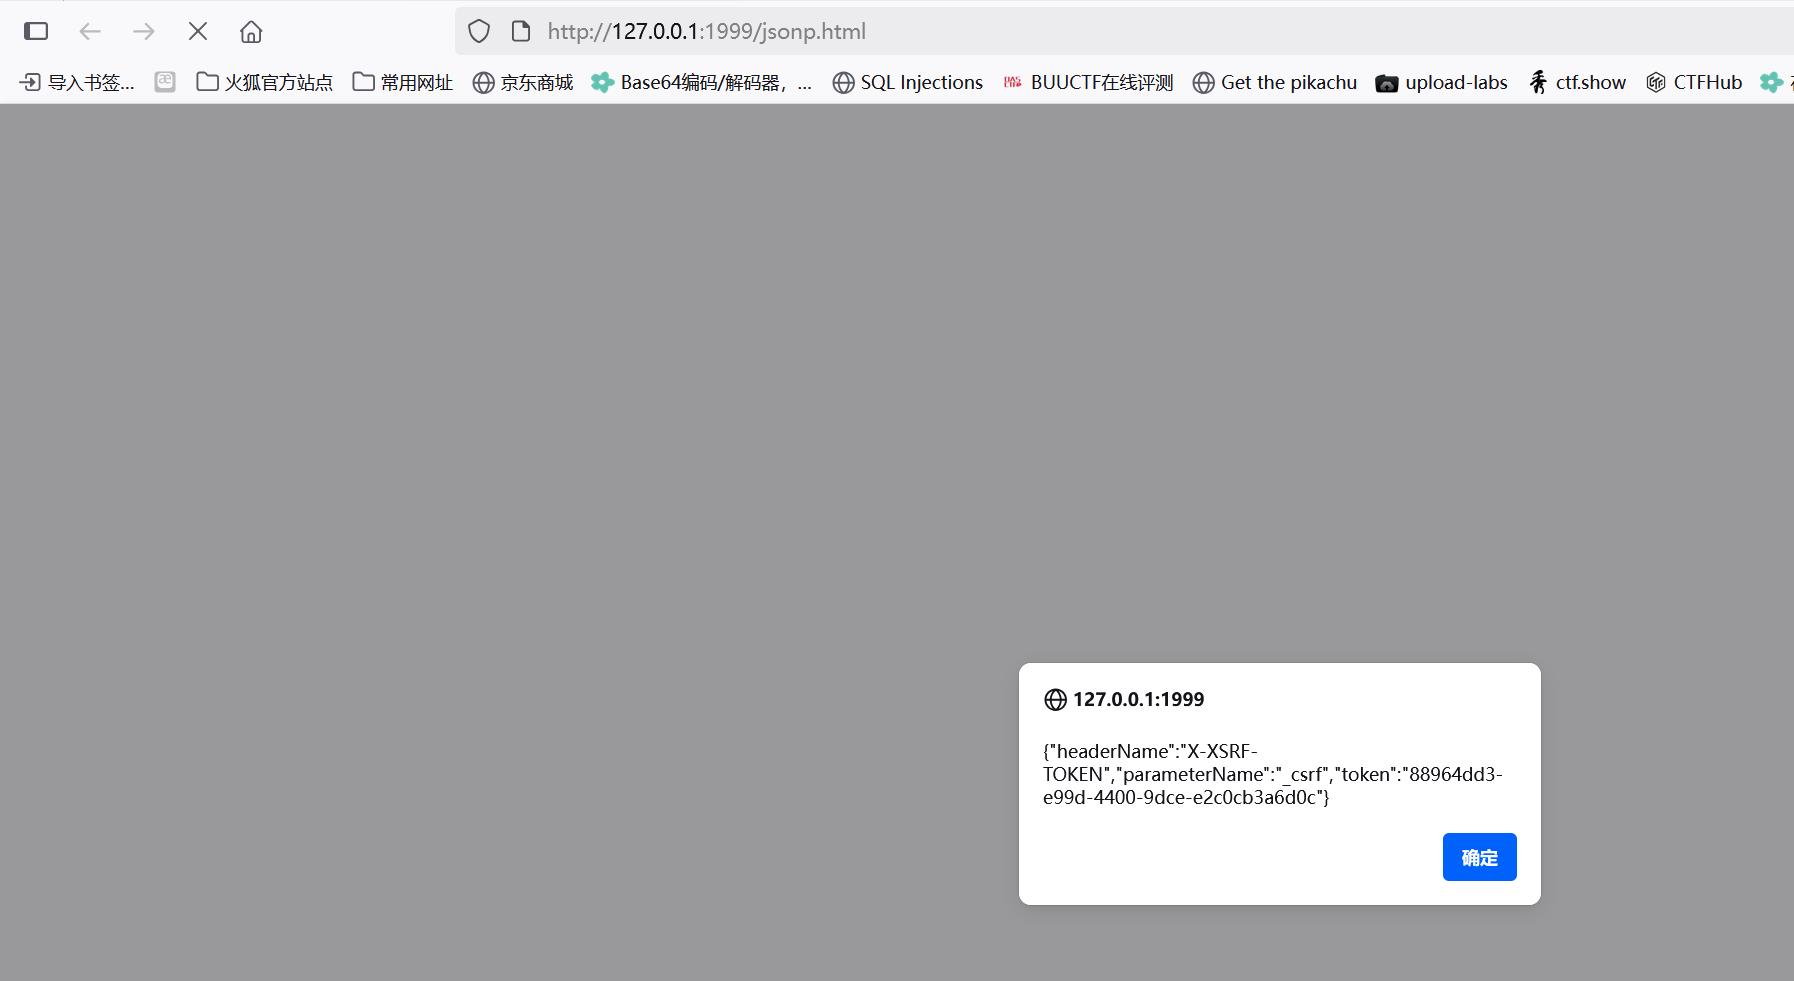 http://127.0.0.1:1999/jsonp.html
导入书签... 火狐官方站点 常用网址 京东商城 Base64编码/解码器，... SQL Injections BUUCTF在线评测 Get the pikachu upload-labs ctf.show CTFHub
127.0.0.1:1999
{"headerName":"X-XSRF-
TOKEN","parameterName":"_csrf","token":"88964dd3-
e99d-4400-9dce-e2c0cb3a6d0c"}
确定